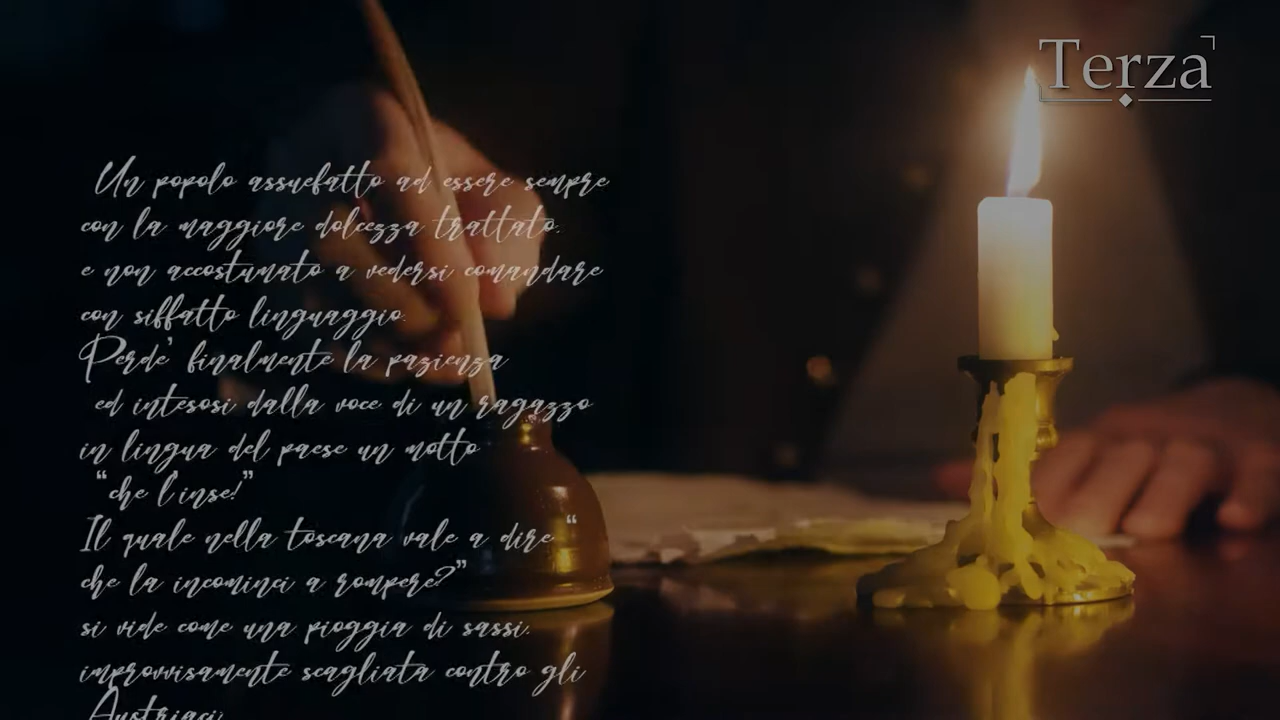 Terza
Un popolo assuefatto ad essere sempre
con la maggiore dolcezza trattato.
e non accostumato a vedersi comandare
con siffatto linguaggio.
Perde' finalmente la pazienza
ed intesosi dalla voce di un ragazzo
in lingua del paese un motto
“che l'inse!”
Il quale nella toscana vale a dire “
che la incominci a rompere?”
si vide come una pioggia di sassi.
improvvisamente scagliata contro gli
Austriaci;